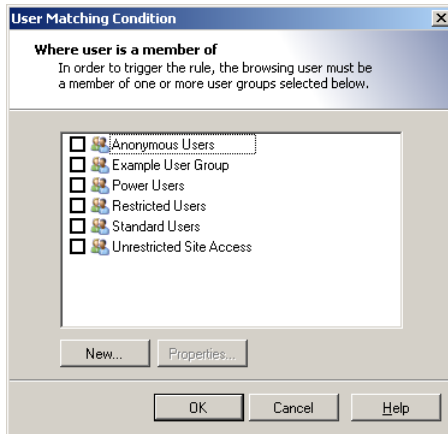 User Matching Condition
Where user is a member of
In order to trigger the rule, the browsing user must be
a member of one or more user groups selected below.
Anonymous Users
Example User Group
Power Users
Restricted Users
Standard Users
Unrestricted Site Access
New... Properties...
OK Cancel Help